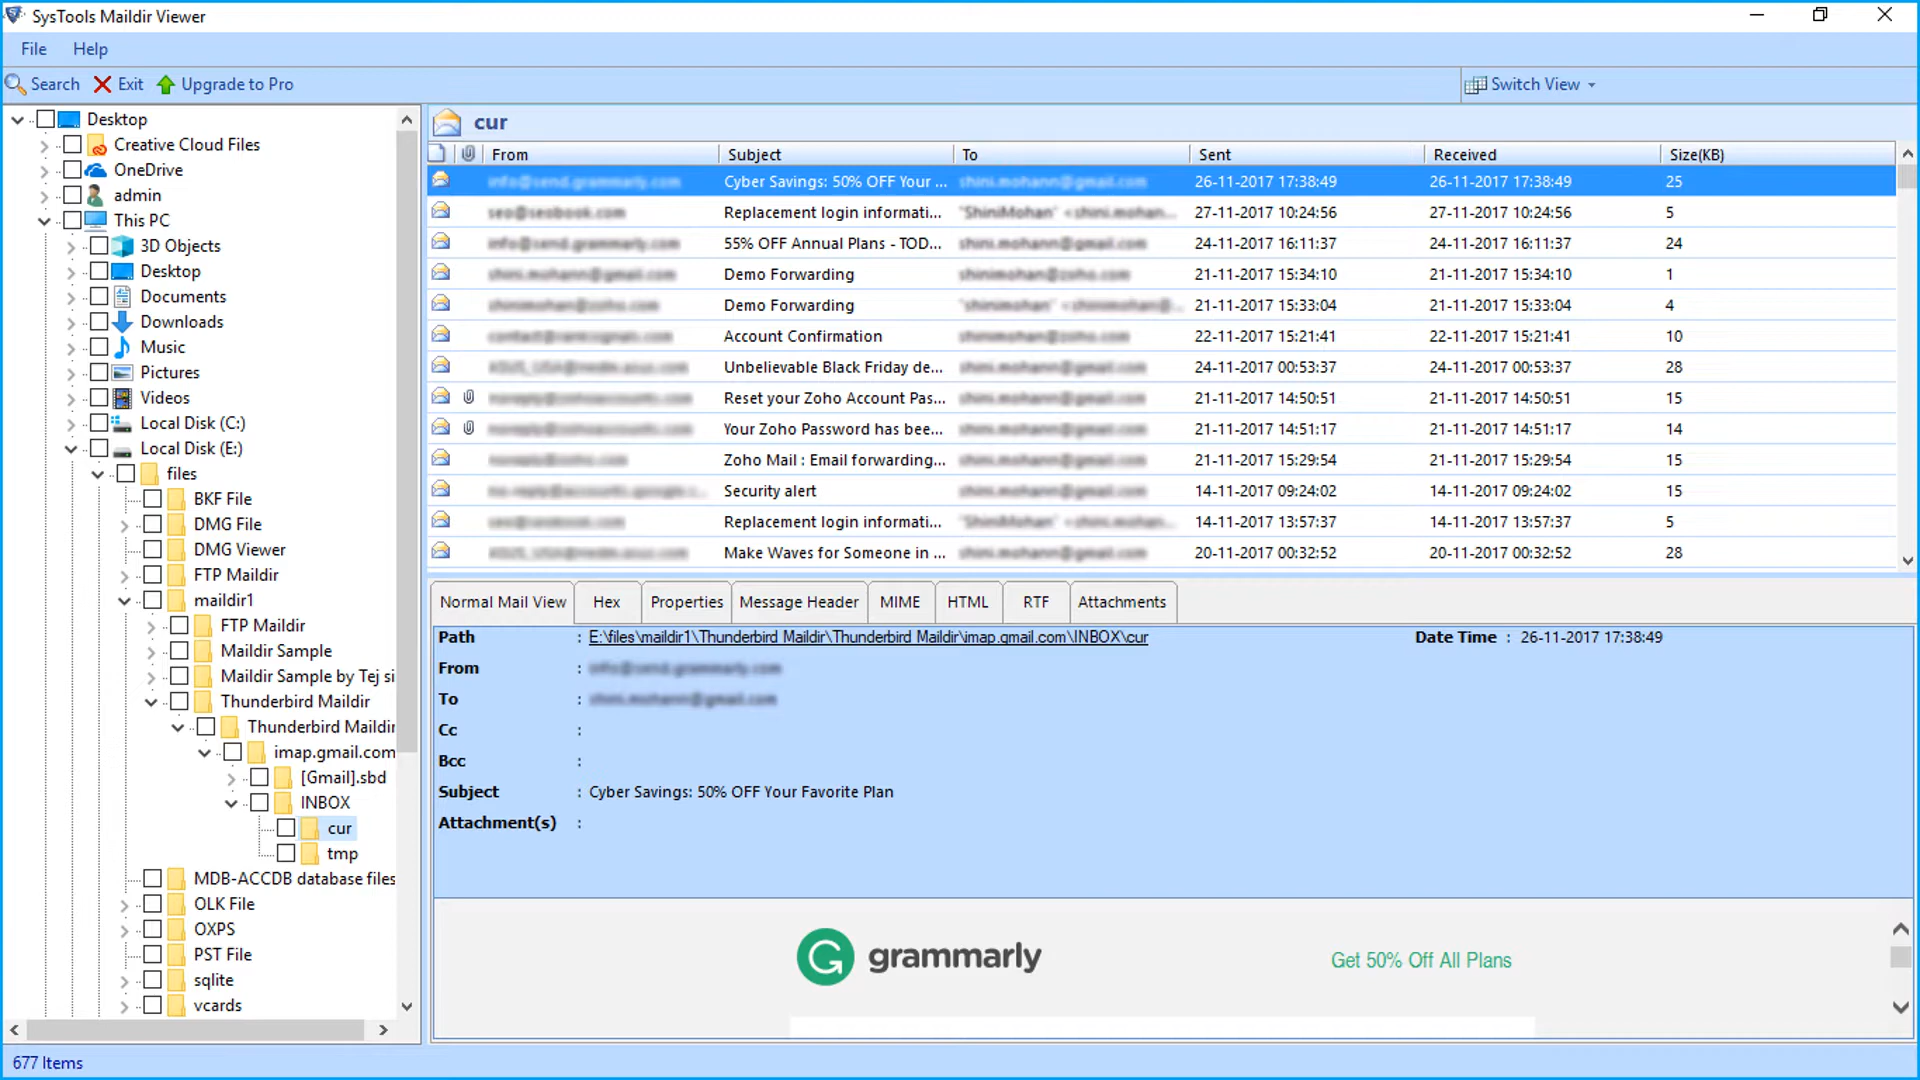 SysTools Maildir Viewer
File Help
Search Exit Upgrade to Pro Switch View
Desktop
Creative Cloud Files
OneDrive
admin
This PC
3D Objects
Desktop
Documents
Downloads
Music
Pictures
Videos
Local Disk (C:)
Local Disk (E:)
files
BKF File
DMG File
DMG Viewer
FTP Maildir
maildir1
FTP Maildir
Maildir Sample
Maildir Sample by Tej si
Thunderbird Maildir
Thunderbird Maildir
imap.gmail.com
[Gmail].sbd
INBOX
cur
tmp
MDB-ACCDB database files
OLK File
OXPS
PST File
sqlite
vcards
cur
From Subject To Sent Received Size(KB)
Cyber Savings: 50% OFF Your ... 26-11-2017 17:38:49 26-11-2017 17:38:49 25
Replacement login informati... 27-11-2017 10:24:56 27-11-2017 10:24:56 5
55% OFF Annual Plans - TOD... 24-11-2017 16:11:37 24-11-2017 16:11:37 24
Demo Forwarding 21-11-2017 15:34:10 21-11-2017 15:34:10 1
Demo Forwarding 21-11-2017 15:33:04 21-11-2017 15:33:04 4
Account Confirmation 22-11-2017 15:21:41 22-11-2017 15:21:41 10
Unbelievable Black Friday de... 24-11-2017 00:53:37 24-11-2017 00:53:37 28
Reset your Zoho Account Pas... 21-11-2017 14:50:51 21-11-2017 14:50:51 15
Your Zoho Password has bee... 21-11-2017 14:51:17 21-11-2017 14:51:17 14
Zoho Mail : Email forwarding... 21-11-2017 15:29:54 21-11-2017 15:29:54 15
Security alert 14-11-2017 09:24:02 14-11-2017 09:24:02 15
Replacement login informati... 14-11-2017 13:57:37 14-11-2017 13:57:37 5
Make Waves for Someone in ... 20-11-2017 00:32:52 20-11-2017 00:32:52 28
Normal Mail View Hex Properties Message Header MIME HTML RTF Attachments
Path : E:\files\maildir1\Thunderbird Maildir\Thunderbird Maildir\imap.gmail.com\INBOX\cur Date Time : 26-11-2017 17:38:49
From :
To :
Cc :
Bcc :
Subject : Cyber Savings: 50% OFF Your Favorite Plan
Attachment(s) :
grammarly Get 50% Off All Plans
677 Items